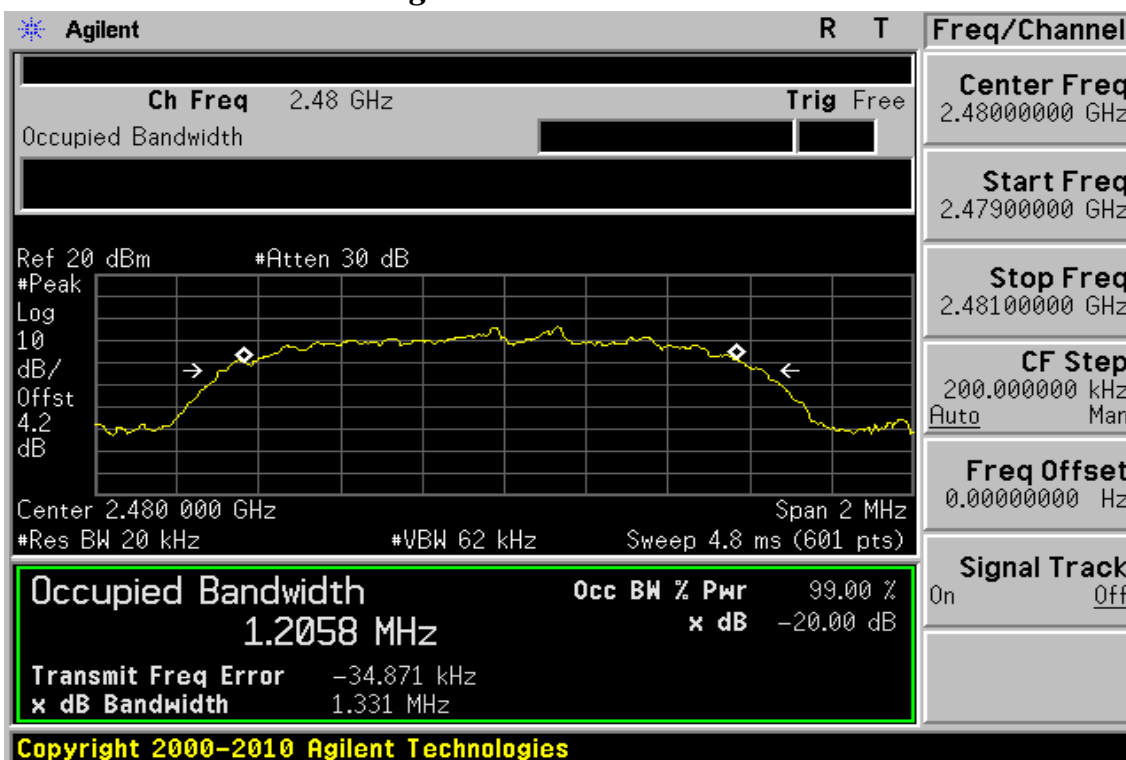 Agilent R T Freq/Channel
Ch Freq 2.48 GHz Trig Free
Occupied Bandwidth
Center Freq
2.48000000 GHz
Start Freq
2.47900000 GHz
Stop Freq
2.48100000 GHz
CF Step
200.000000 kHz
Auto Man
Freq Offset
0.00000000 Hz
Signal Track
On Off
Ref 20 dBm #Atten 30 dB
#Peak
Log
10
dB/
Offst
4.2
dB
Center 2.480 000 GHz Span 2 MHz
#Res BW 20 kHz #VBW 62 kHz Sweep 4.8 ms (601 pts)
Occupied Bandwidth Occ BW % Pwr 99.00 %
1.2058 MHz x dB -20.00 dB
Transmit Freq Error -34.871 kHz
x dB Bandwidth 1.331 MHz
Copyright 2000-2010 Agilent Technologies